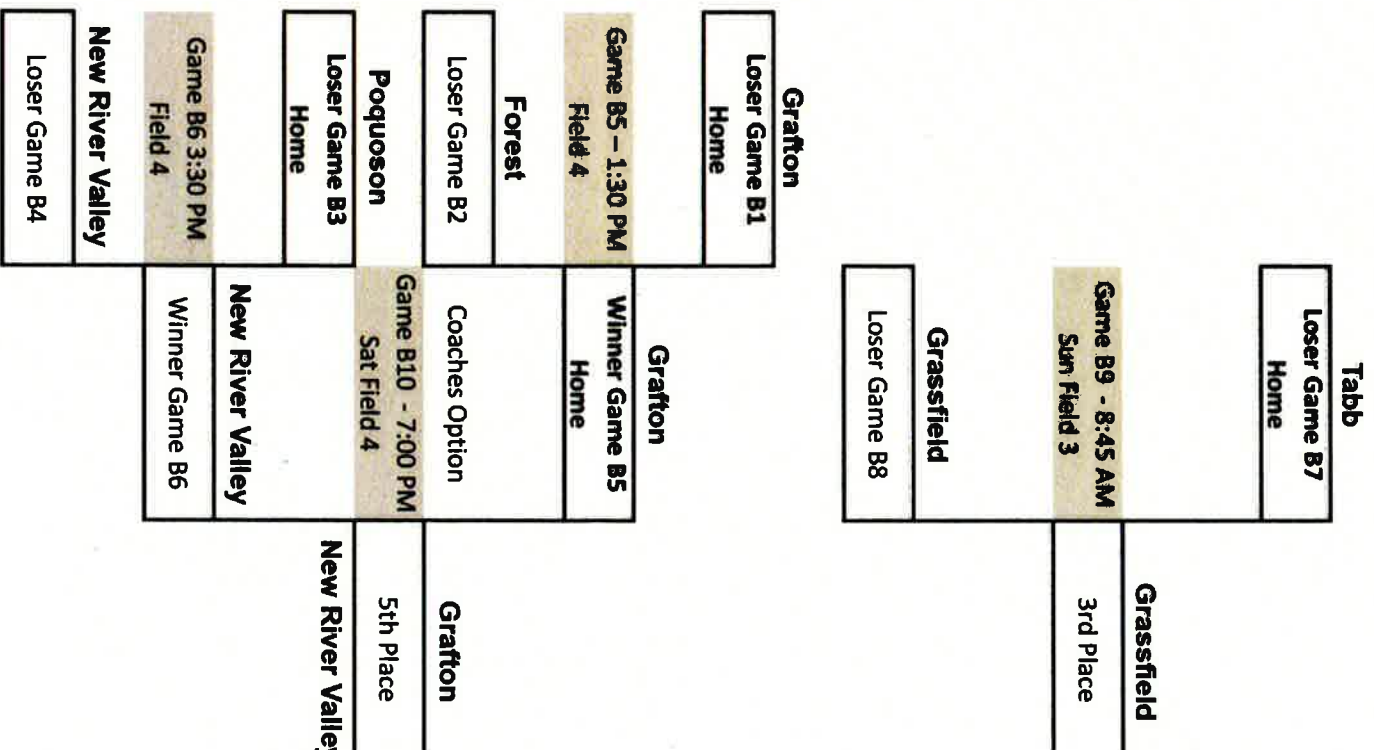 Tabb
Loser Game B7
Home
Game B9 - 8:45 AM
Sun Field 3
Grassfield
Loser Game B8
Grassfield
3rd Place
Grafton
Loser Game B1
Home
Game B5 – 1:30 PM
Field 4
Forest
Loser Game B2
Poquoson
Loser Game B3
Home
Game B6 3:30 PM
Field 4
New River Valley
Loser Game B4
Grafton
Winner Game B5
Home
Coaches Option
Game B10 - 7:00 PM
Sat Field 4
New River Valley
Winner Game B6
Grafton
5th Place
New River Valley